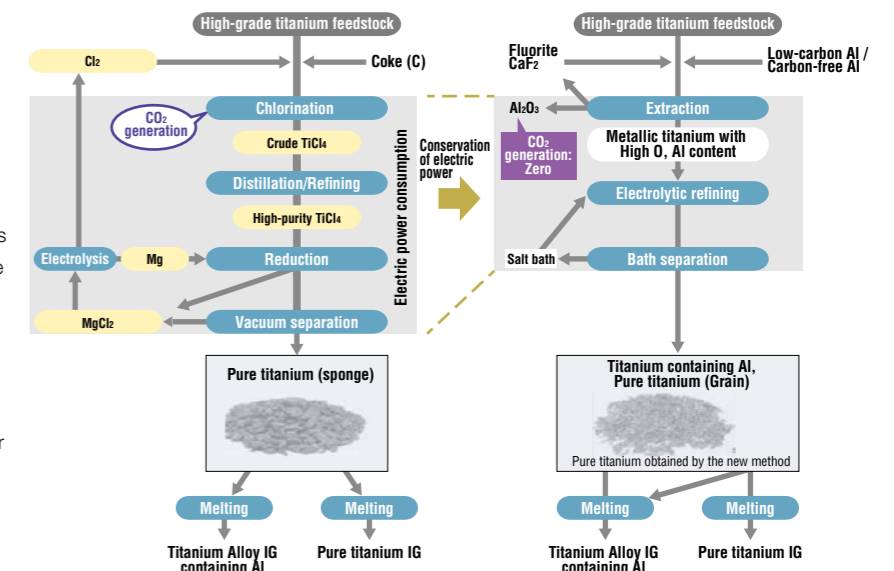 High-grade titanium feedstock
Cl2
Coke (C)
Chlorination
CO2
generation
Crude TiCl4
Distillation/Refining
High-purity TiCl4
Electrolysis
Mg
Reduction
MgCl2
Vacuum separation
Electric power consumption
Pure titanium (sponge)
Melting
Melting
Titanium Alloy IG
containing Al
Pure titanium IG
Conservation
of electric
power
High-grade titanium feedstock
Fluorite
CaF2
Low-carbon Al /
Carbon-free Al
Al2O3
Extraction
CO2
generation:
Zero
Metallic titanium with
High O, Al content
Electrolytic refining
Salt bath
Bath separation
Titanium containing Al,
Pure titanium (Grain)
Pure titanium obtained by the new method
Melting
Melting
Titanium Alloy IG
containing Al
Pure titanium IG